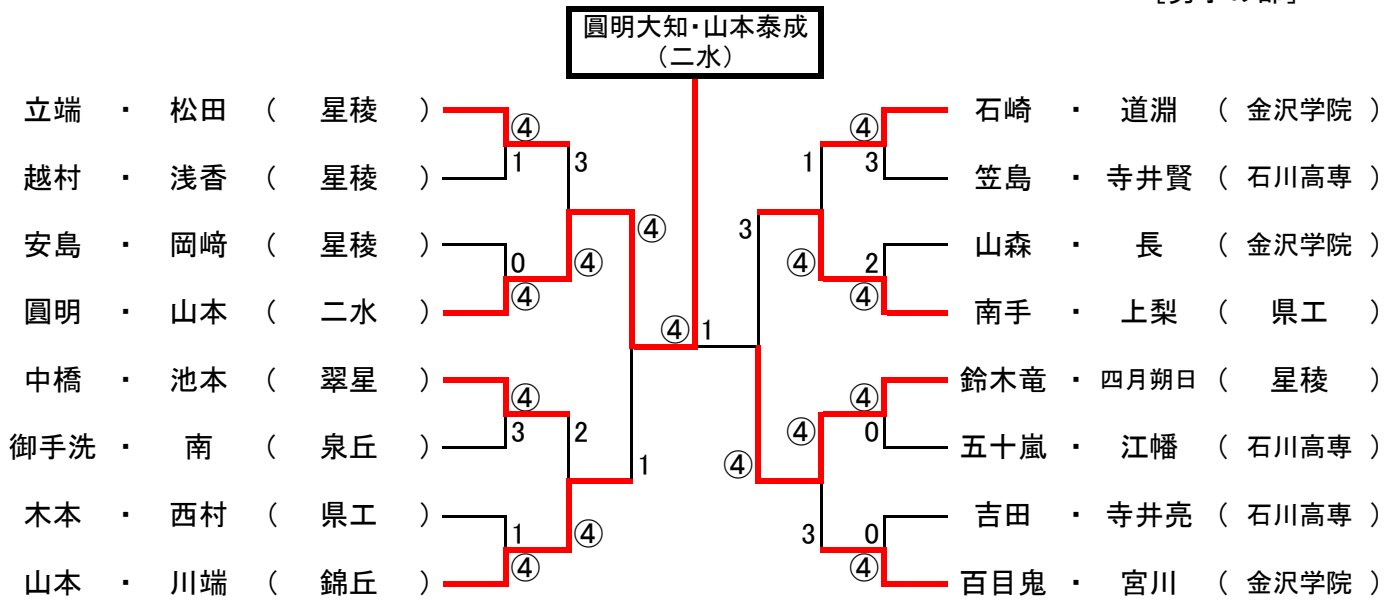 圓明大知・山本泰成
（二水）
立端 ・ 松田 （ 星稜 ） ④ 3 1 ④ 石崎 ・ 道淵 （ 金沢学院 ）
越村 ・ 浅香 （ 星稜 ） 1 3 笠島 ・ 寺井賢 （ 石川高専 ）
安島 ・ 岡﨑 （ 星稜 ） 0 ④ ④ 3 ④ 2 山森 ・ 長 （ 金沢学院 ）
圓明 ・ 山本 （ 二水 ） ④ ④ 南手 ・ 上梨 （ 県工 ）
④ 1
中橋 ・ 池本 （ 翠星 ） ④ ④ 鈴木竜 ・ 四月朔日 （ 星稜 ）
御手洗 ・ 南 （ 泉丘 ） 3 2 1 ④ ④ 0 五十嵐 ・ 江幡 （ 石川高専 ）
木本 ・ 西村 （ 県工 ） 1 ④ 3 0 吉田 ・ 寺井亮 （ 石川高専 ）
山本 ・ 川端 （ 錦丘 ） ④ ④ 百目鬼 ・ 宮川 （ 金沢学院 ）